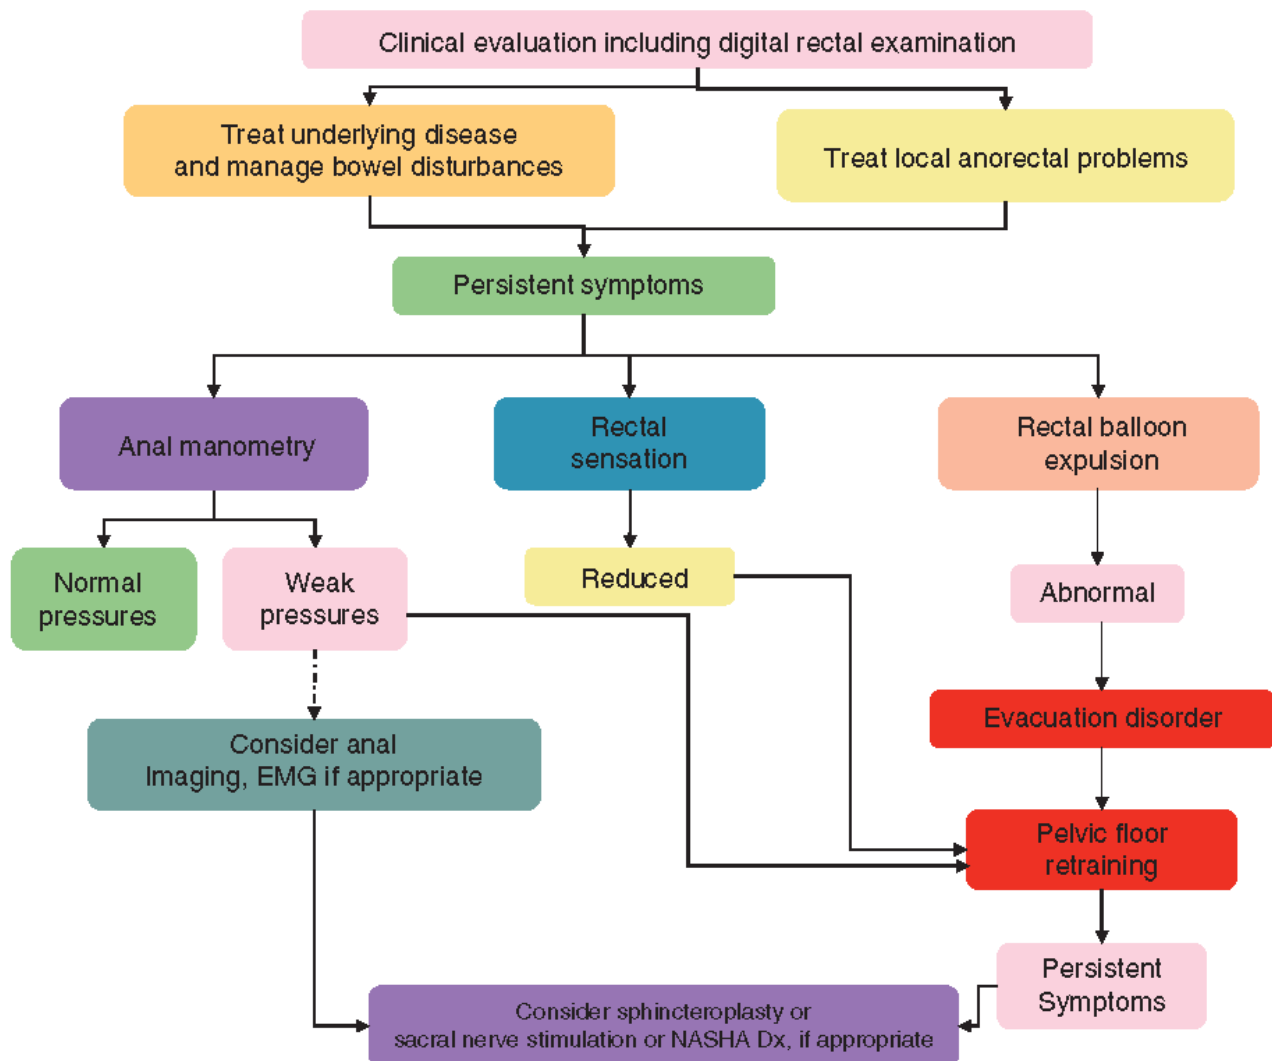 Clinical evaluation including digital rectal examination
Treat underlying disease
and manage bowel disturbances
Treat local anorectal problems
Persistent symptoms
Anal manometry
Rectal
sensation
Rectal balloon
expulsion
Normal
pressures
Weak
pressures
Reduced
Abnormal
Evacuation disorder
Consider anal
Imaging, EMG if appropriate
Pelvic floor
retraining
Persistent
Symptoms
Consider sphincteroplasty or
sacral nerve stimulation or NASHA Dx, if appropriate